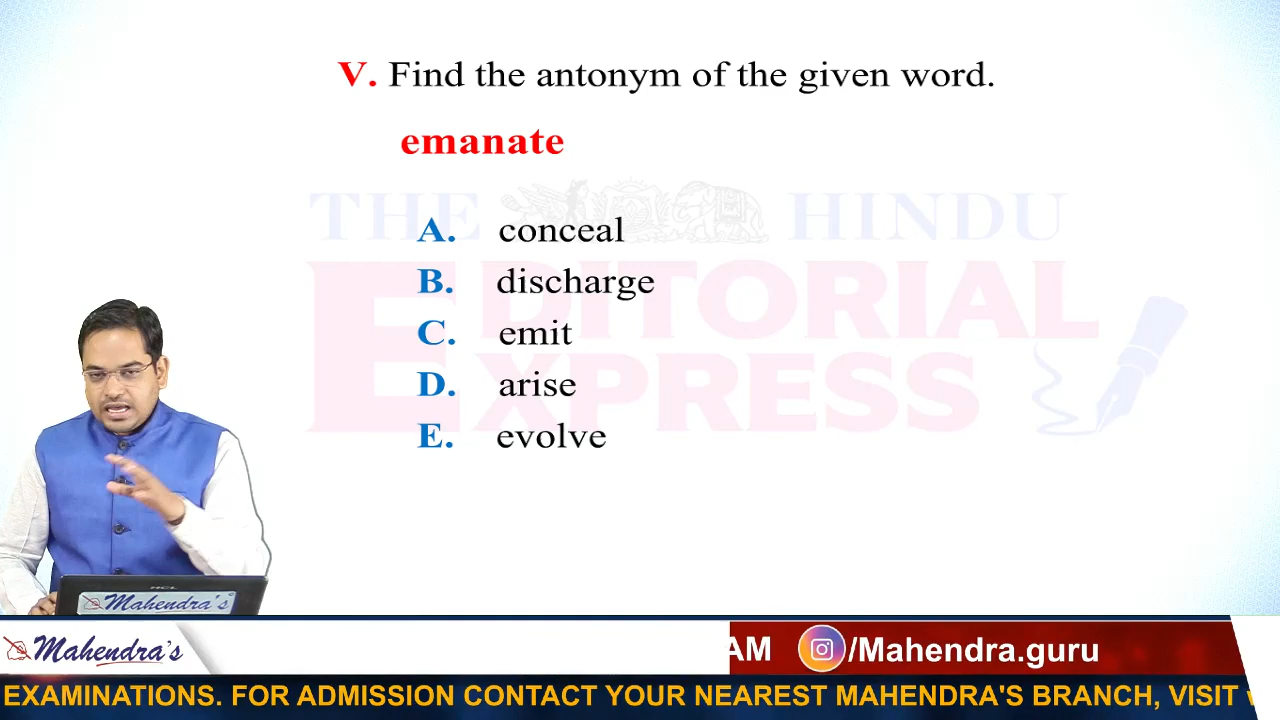 V. Find the antonym of the given word.
emanate
THE HINDU
EDITORIAL
EXPRESS
A. conceal
B. discharge
C. emit
D. arise
E. evolve
HCL
Mahendra's
Mahendra's
AM /Mahendra.guru
EXAMINATIONS. FOR ADMISSION CONTACT YOUR NEAREST MAHENDRA'S BRANCH, VISIT